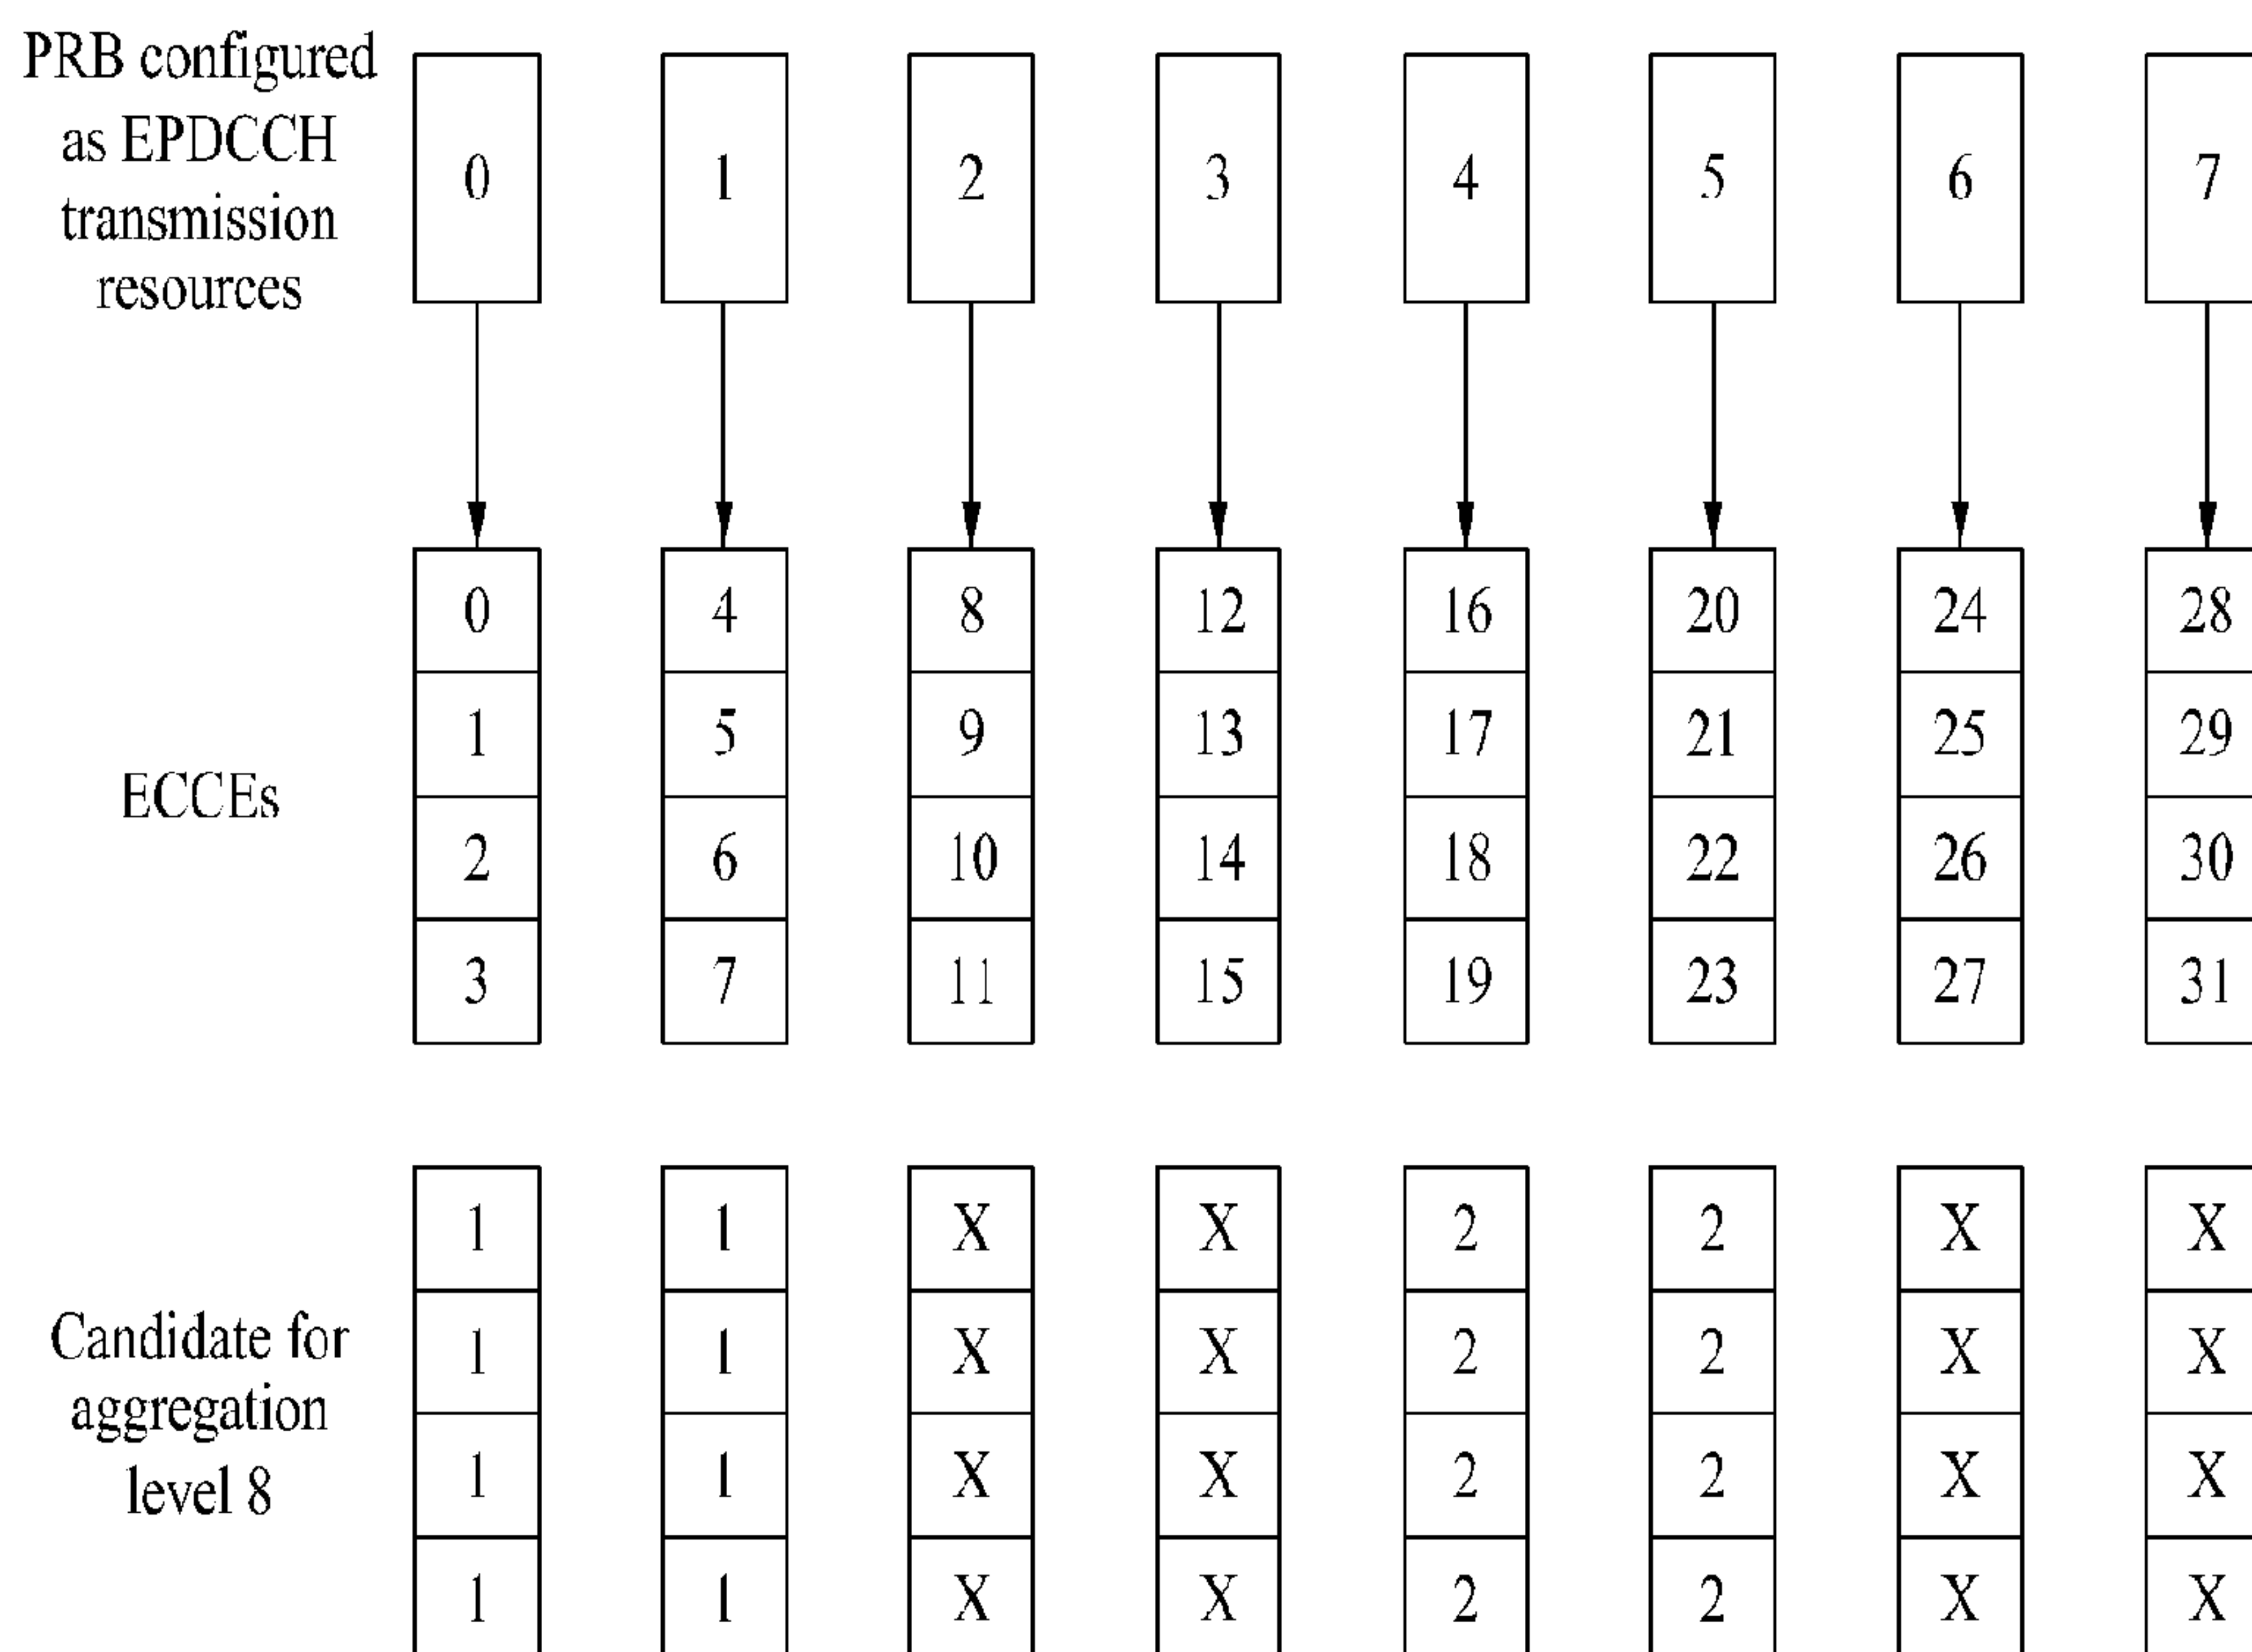 PRB configured
as EPDCCH
transmission
resources
0 1 2 3 4 5 6 7
ECCEs
0 4 8 12 16 20 24 28
1 5 9 13 17 21 25 29
2 6 10 14 18 22 26 30
3 7 11 15 19 23 27 31
Candidate for
aggregation
level 8
1 1 X X 2 2 X X
1 1 X X 2 2 X X
1 1 X X 2 2 X X
1 1 X X 2 2 X X